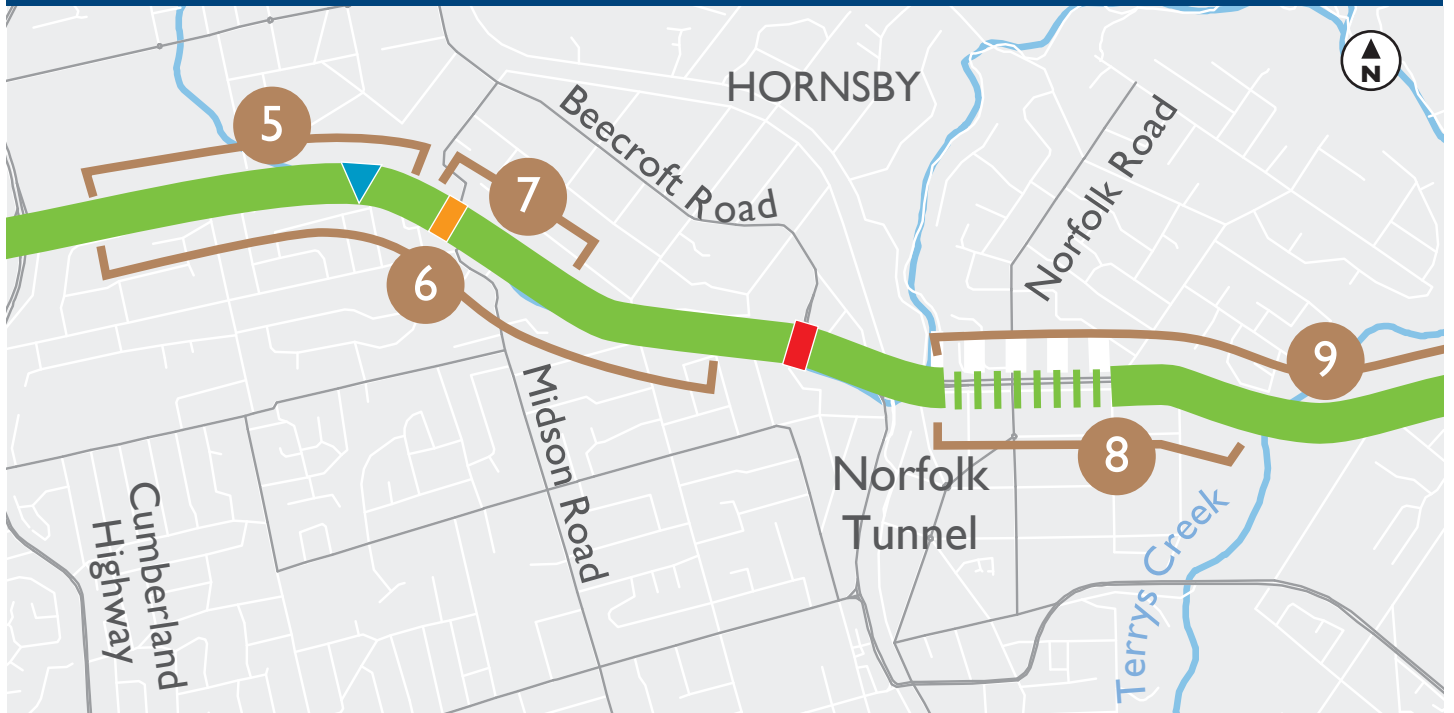 HORNSBY
N
5
Beecroft Road
Norfolk Road
7
6
9
Midson Road
8
Norfolk
Tunnel
Cumberland
Highway
Terrys Creek